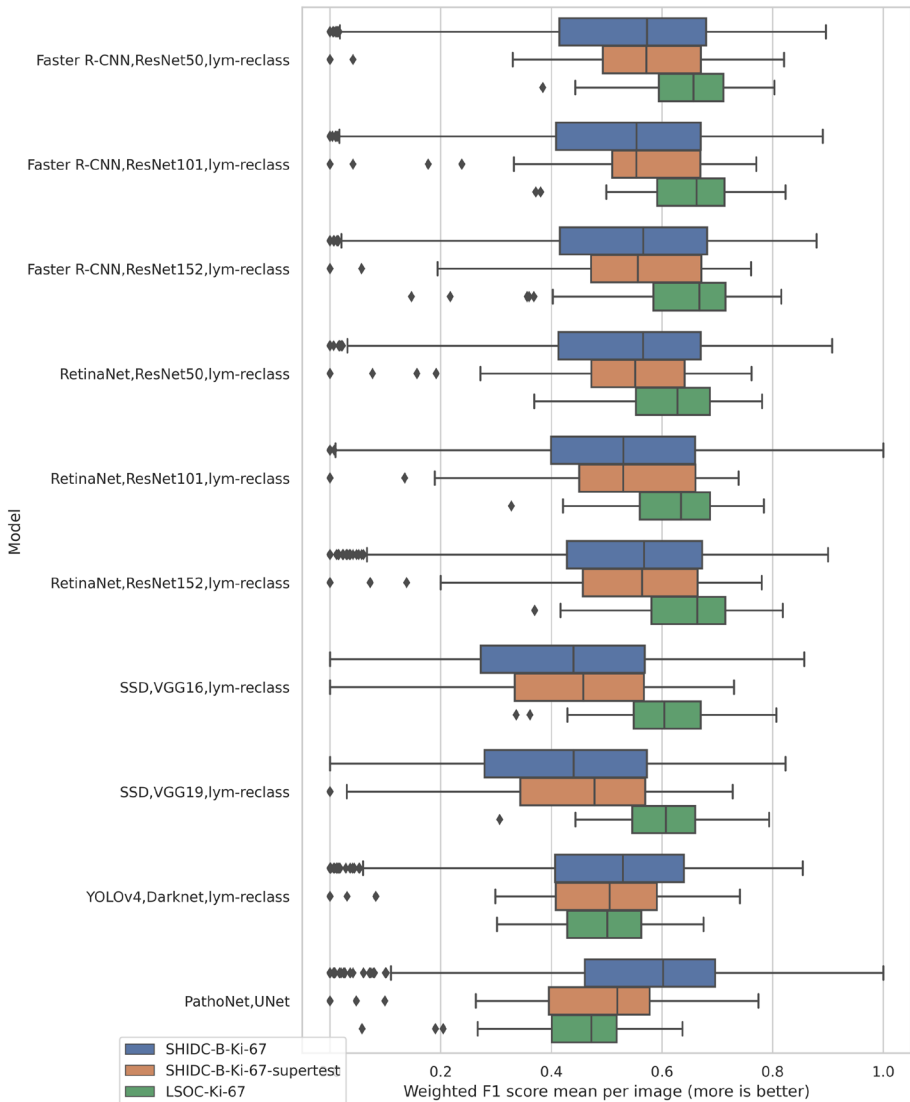 Faster R-CNN,ResNet50,lym-reclass
Faster R-CNN,ResNet101,lym-reclass
Faster R-CNN,ResNet152,lym-reclass
RetinaNet,ResNet50,lym-reclass
RetinaNet,ResNet101,lym-reclass
RetinaNet,ResNet152,lym-reclass
SSD,VGG16,lym-reclass
SSD,VGG19,lym-reclass
YOLOv4,Darknet,lym-reclass
PathoNet,UNet
Model
SHIDC-B-Ki-67
SHIDC-B-Ki-67-supertest
LSOC-Ki-67
0.2 0.4 0.6 0.8 1.0
Weighted F1 score mean per image (more is better)